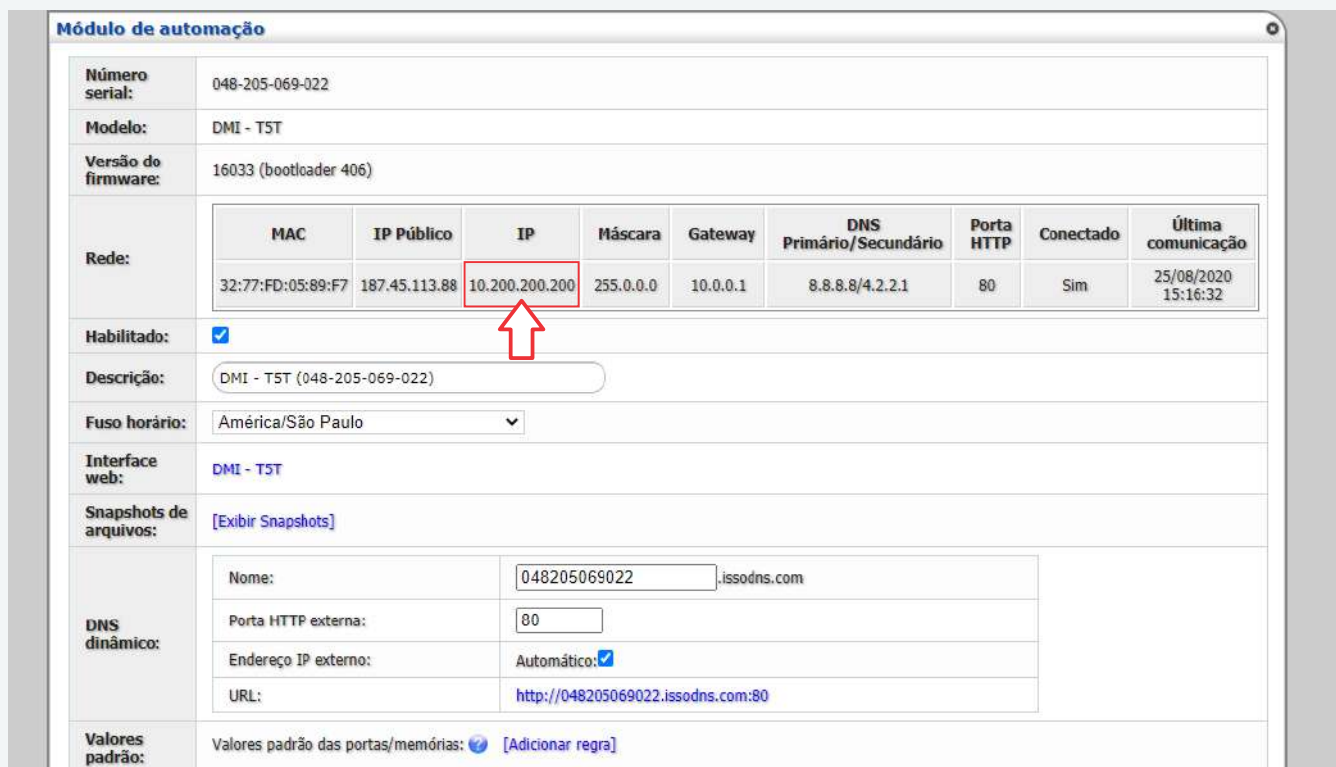 Módulo de automação
Número
serial:
048-205-069-022
Modelo:
DMI - T5T
Versão do
firmware:
16033 (bootloader 406)
Rede:
MAC
IP Público
IP
Máscara
Gateway
DNS
Primário/Secundário
Porta
HTTP
Conectado
Última
comunicação
32:77:FD:05:89:F7
187.45.113.88
10.200.200.200
255.0.0.0
10.0.0.1
8.8.8.8/4.2.2.1
80
Sim
25/08/2020
15:16:32
Habilitado:
Descrição:
DMI - T5T (048-205-069-022)
Fuso horário:
América/São Paulo
Interface
web:
DMI - T5T
Snapshots de
arquivos:
[Exibir Snapshots]
DNS
dinâmico:
Nome:
048205069022 .issodns.com
Porta HTTP externa:
80
Endereço IP externo:
Automático:
URL:
http://048205069022.issodns.com:80
Valores
padrão:
Valores padrão das portas/memórias: ? [Adicionar regra]